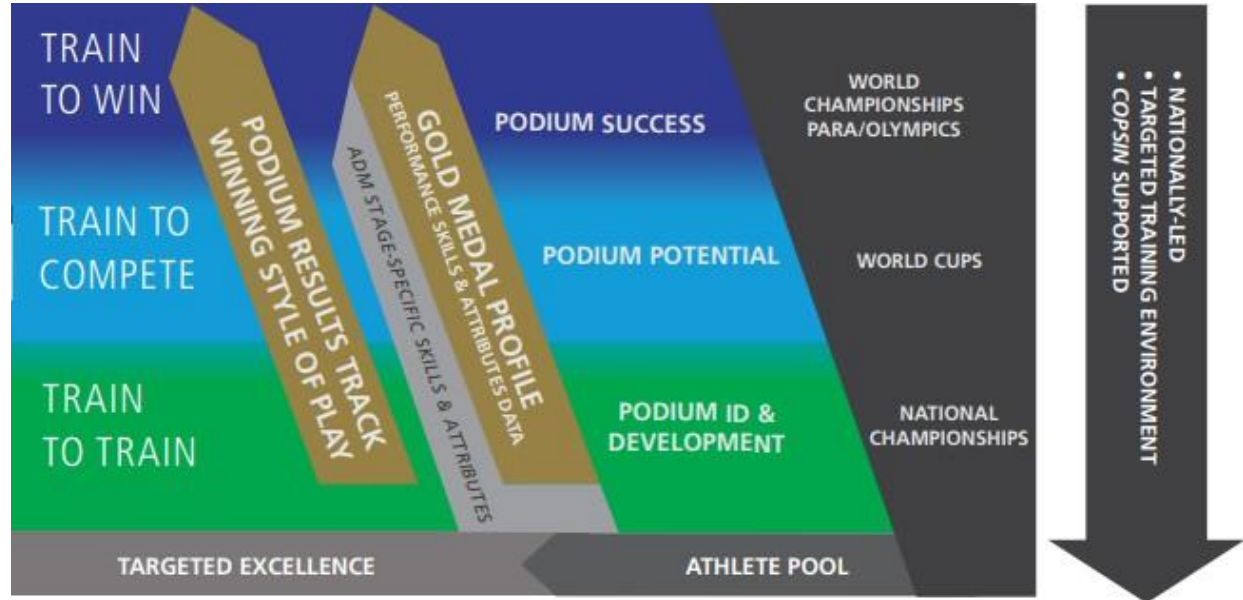 TRAIN
TO WIN
PODIUM RESULTS TRACK
WINNING STYLE OF PLAY
GOLD MEDAL PROFILE
PERFORMANCE SKILLS & ATTRIBUTES DATA
ADM STAGE-SPECIFIC SKILLS & ATTRIBUTES
PODIUM SUCCESS
WORLD
CHAMPIONSHIPS
PARA/OLYMPICS
TRAIN TO
COMPETE
PODIUM POTENTIAL
WORLD CUPS
TRAIN
TO TRAIN
PODIUM ID &
DEVELOPMENT
NATIONAL
CHAMPIONSHIPS
TARGETED EXCELLENCE
ATHLETE POOL
• NATIONALLY-LED
• TARGETED TRAINING ENVIRONMENT
• COPSIN SUPPORTED